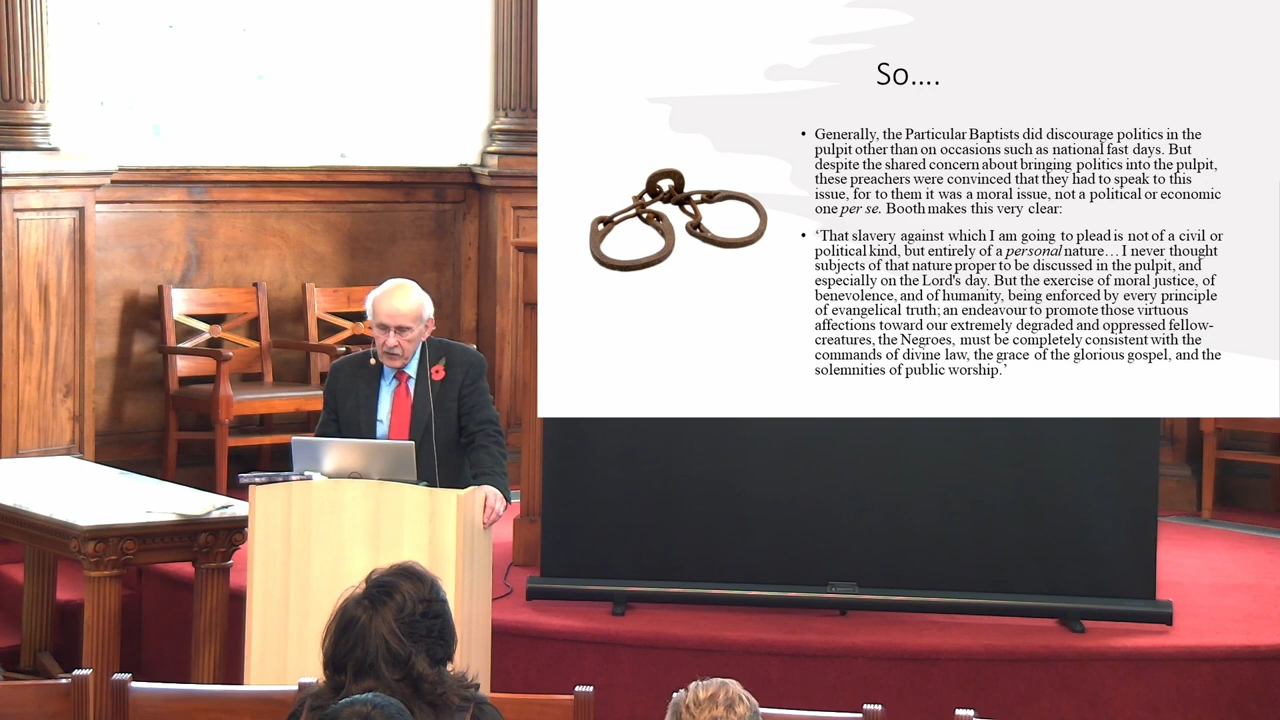 So….
• Generally, the Particular Baptists did discourage politics in the
pulpit other than on occasions such as national fast days. But
despite the shared concern about bringing politics into the pulpit,
these preachers were convinced that they had to speak to this
issue, for to them it was a moral issue, not a political or economic
one per se. Booth makes this very clear:
• ‘That slavery against which I am going to plead is not of a civil or
political kind, but entirely of a personal nature… I never thought
subjects of that nature proper to be discussed in the pulpit, and
especially on the Lord's day. But the exercise of moral justice, of
benevolence, and of humanity, being enforced by every principle
of evangelical truth; an endeavour to promote those virtuous
affections toward our extremely degraded and oppressed fellow-
creatures, the Negroes, must be completely consistent with the
commands of divine law, the grace of the glorious gospel, and the
solemnities of public worship.’